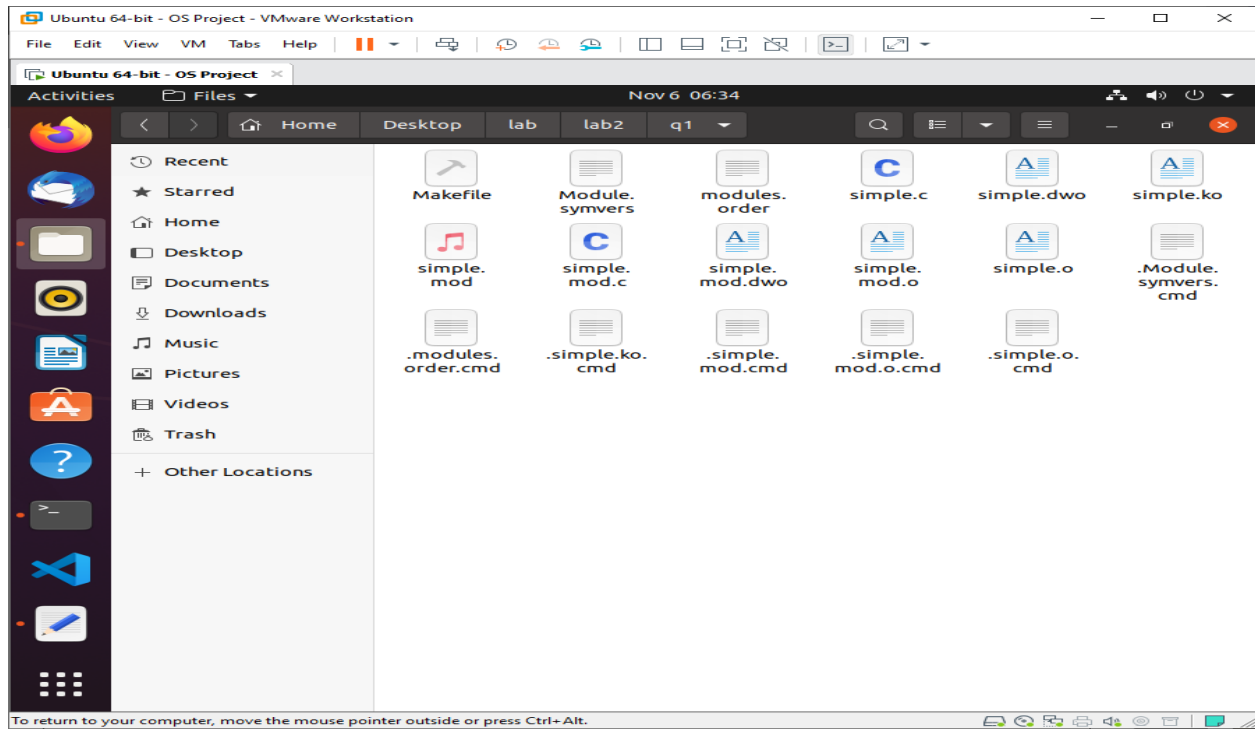 Ubuntu 64-bit - OS Project - VMware Workstation
File Edit View VM Tabs Help
Ubuntu 64-bit - OS Project
Activities Files Nov 6 06:34
Home Desktop lab lab2 q1
Recent
Starred
Home
Desktop
Documents
Downloads
Music
Pictures
Videos
Trash
+ Other Locations
Makefile
Module.
symvers
modules.
order
simple.c
simple.dwo
simple.ko
simple.
mod
simple.
mod.c
simple.
mod.dwo
simple.
mod.o
simple.o
.Module.
symvers.
cmd
.modules.
order.cmd
.simple.ko.
cmd
.simple.
mod.cmd
.simple.
mod.o.cmd
.simple.o.
cmd
To return to your computer, move the mouse pointer outside or press Ctrl+Alt.